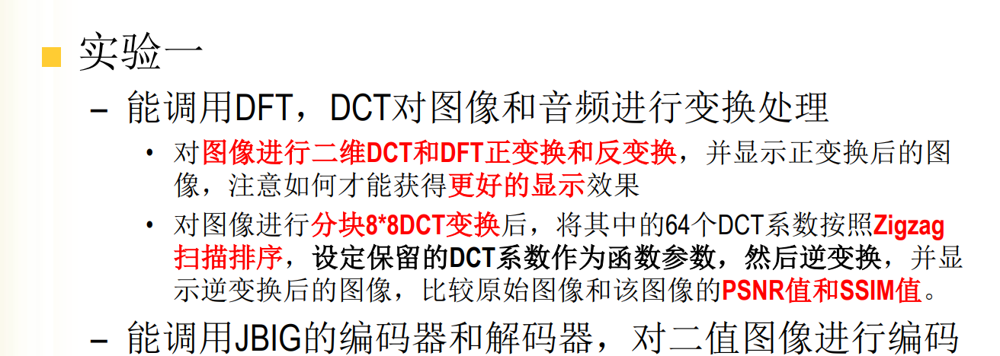 实验一
– 能调用DFT，DCT对图像和音频进行变换处理
• 对图像进行二维DCT和DFT正变换和反变换，并显示正变换后的图
像，注意如何才能获得更好的显示效果
• 对图像进行分块8*8DCT变换后，将其中的64个DCT系数按照Zigzag
扫描排序，设定保留的DCT系数作为函数参数，然后逆变换，并显
示逆变换后的图像，比较原始图像和该图像的PSNR值和SSIM值。
– 能调用JBIG的编码器和解码器，对二值图像进行编码